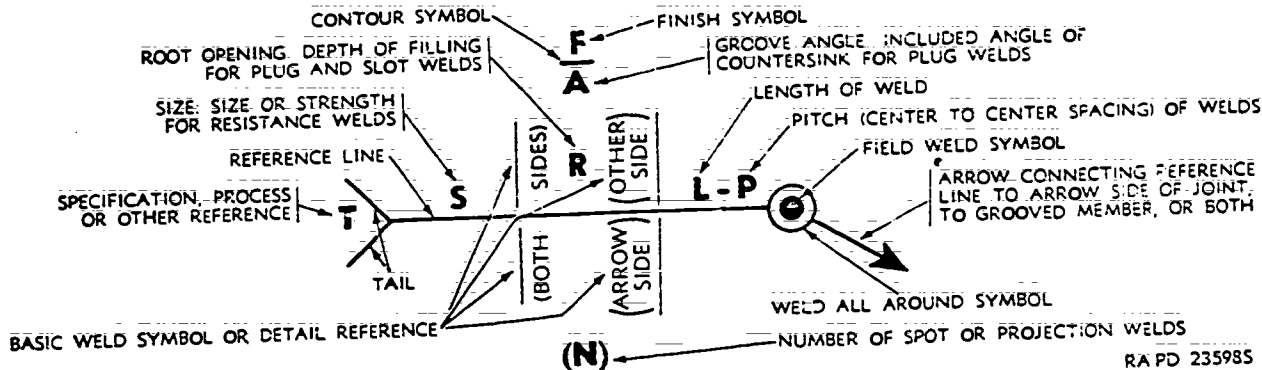 CONTOUR SYMBOL
F
FINISH SYMBOL
ROOT OPENING. DEPTH OF FILLING
FOR PLUG AND SLOT WELDS
A
GROOVE ANGLE. INCLUDED ANGLE OF
COUNTERSINK FOR PLUG WELDS
LENGTH OF WELD
SIZE: SIZE OR STRENGTH
FOR RESISTANCE WELDS
PITCH (CENTER TO CENTER SPACING) OF WELDS
REFERENCE LINE
S
SIDES)
R
(OTHER
SIDE)
L - P
FIELD WELD SYMBOL
SPECIFICATION, PROCESS
OR OTHER REFERENCE
T
ARROW CONNECTING REFERENCE
LINE TO ARROW SIDE OF JOINT,
TO GROOVED MEMBER, OR BOTH
TAIL
(BOTH
(ARROW
SIDE)
WELD ALL AROUND SYMBOL
BASIC WELD SYMBOL OR DETAIL REFERENCE
(N)
NUMBER OF SPOT OR PROJECTION WELDS
RA PD 235985